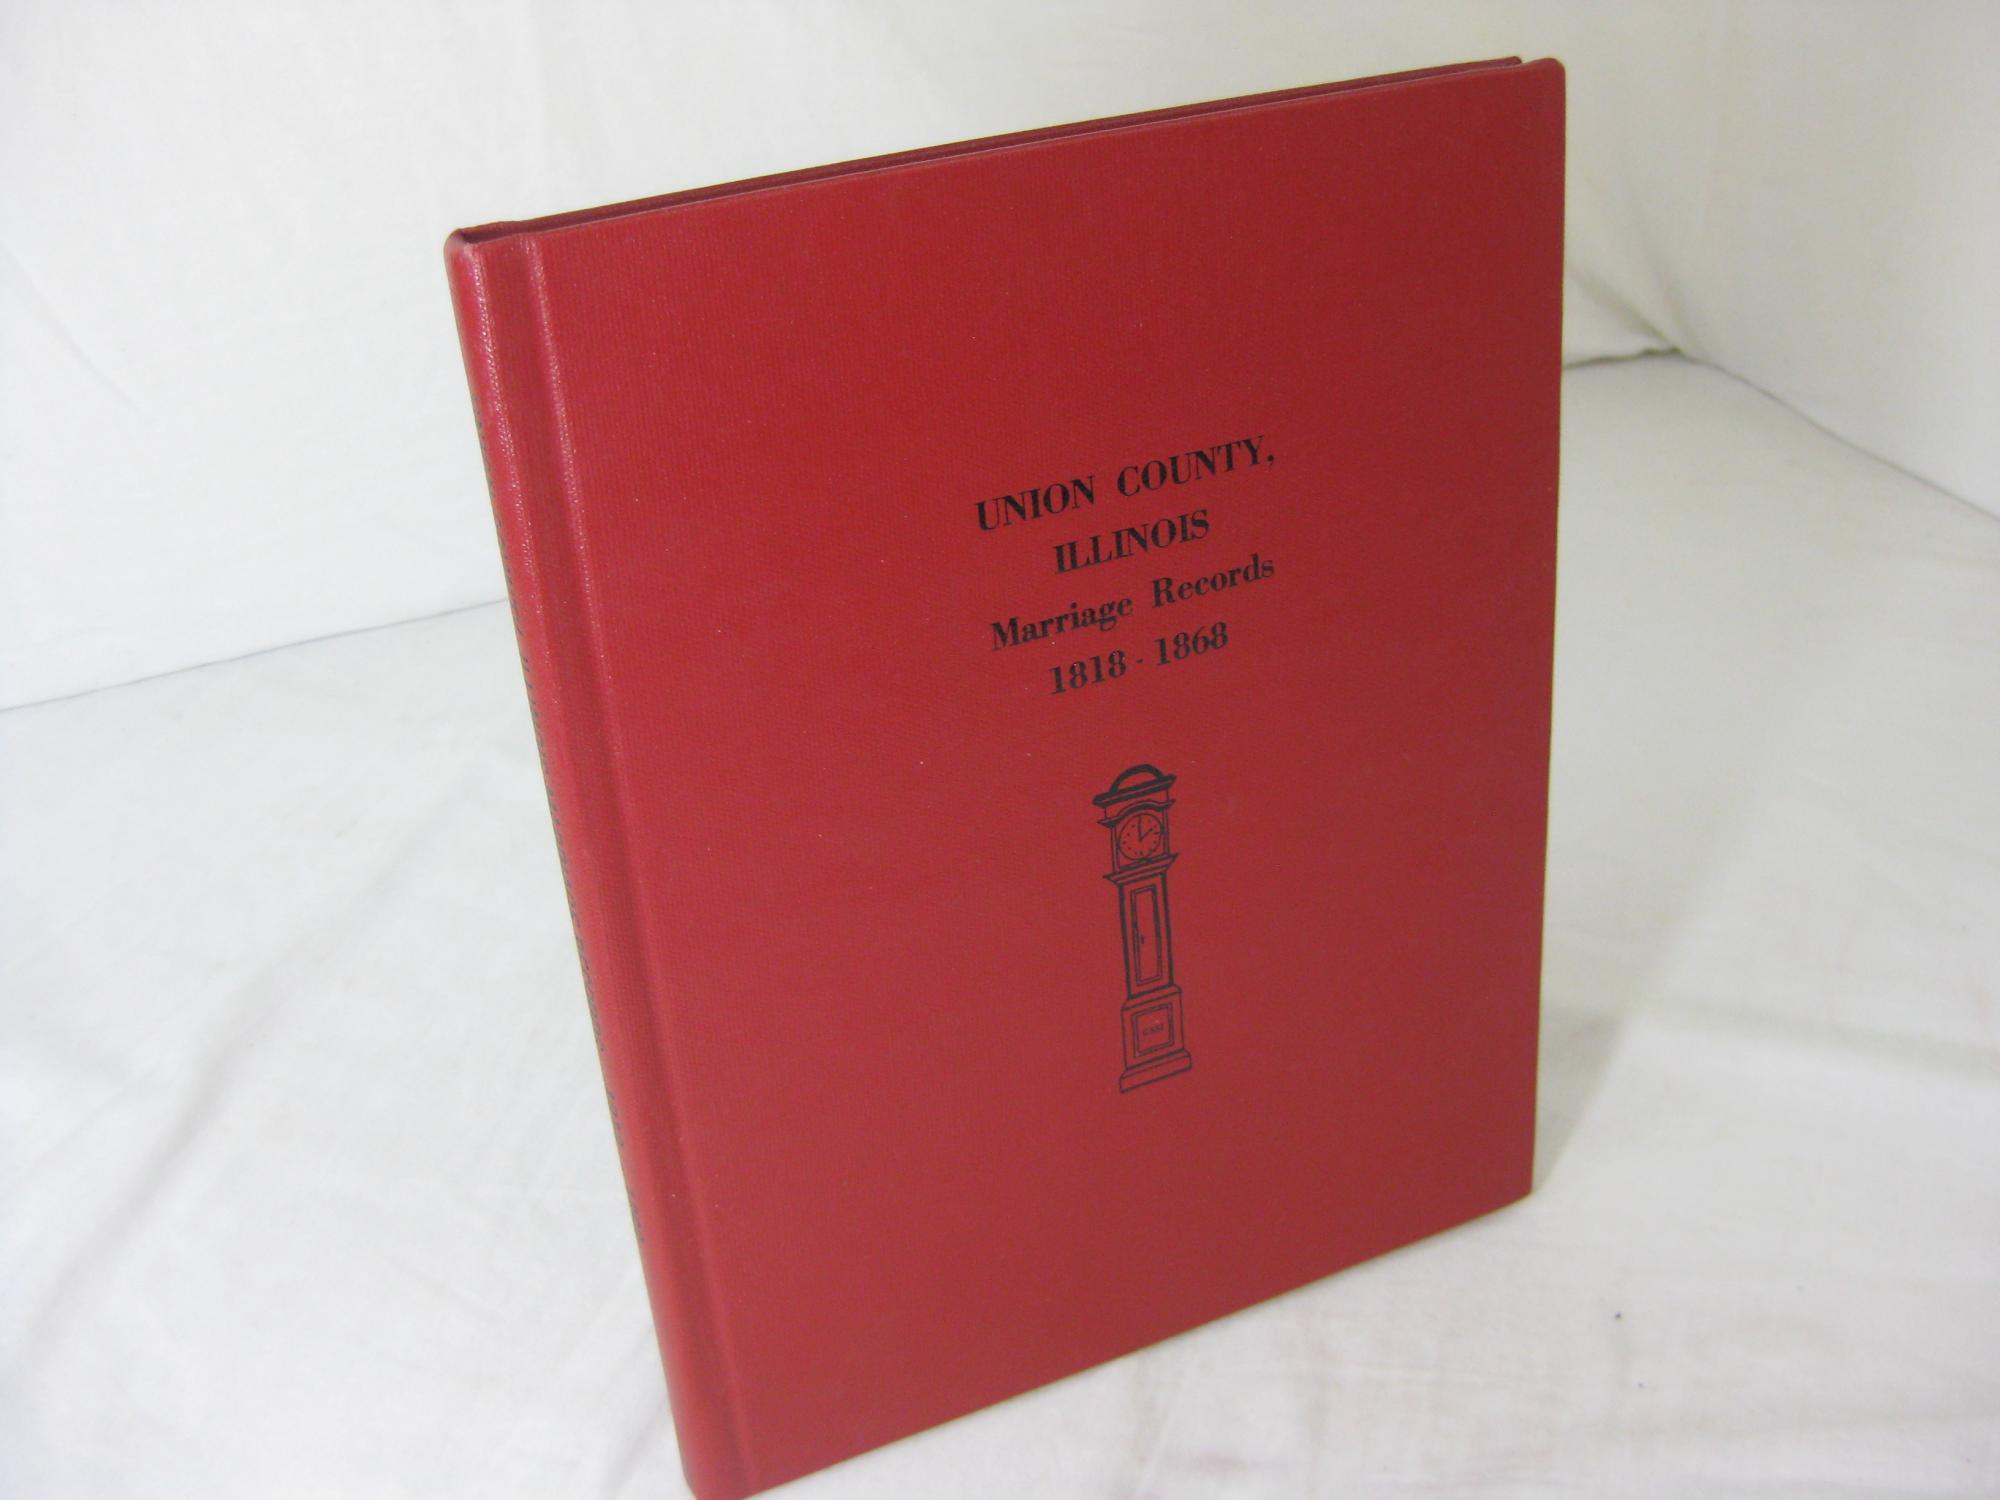 UNION COUNTY,
ILLINOIS
Marriage Records
1818 - 1868